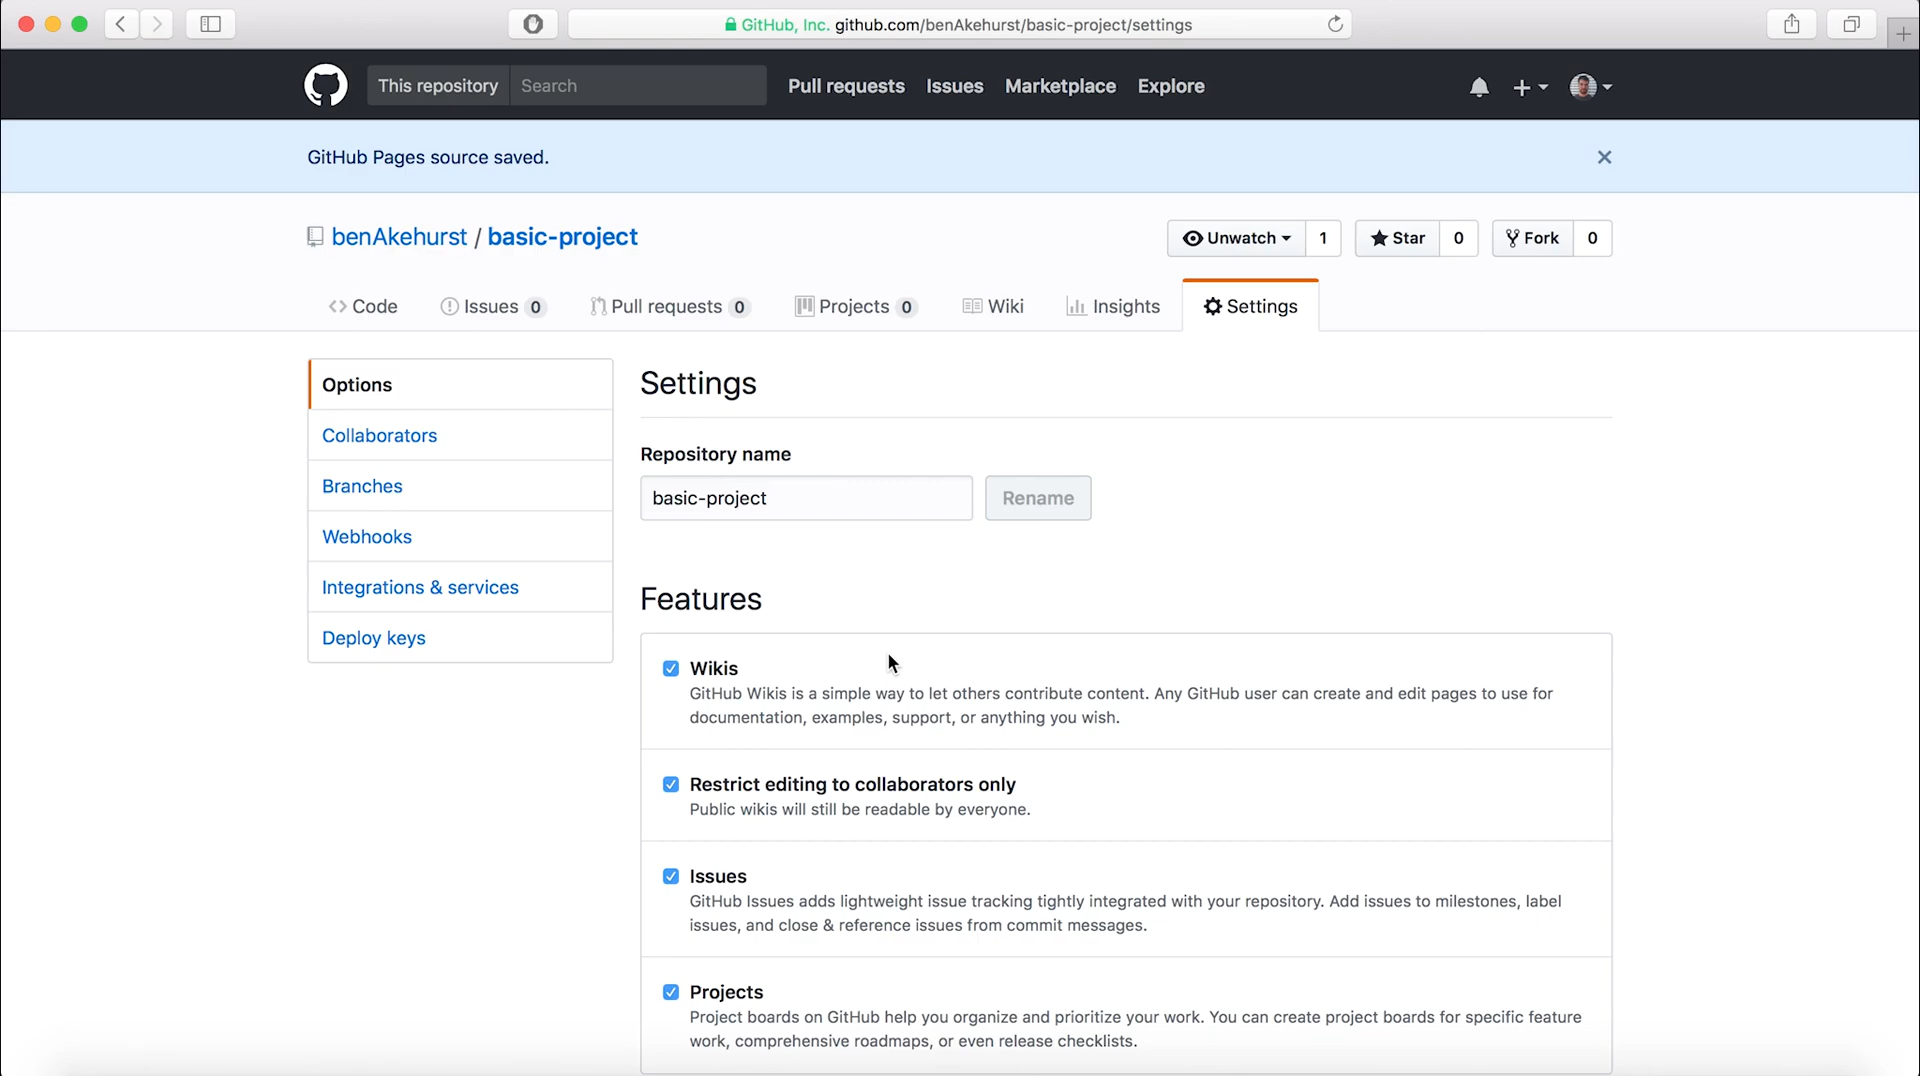 GitHub, Inc. github.com/benAkehurst/basic-project/settings
This repository Search Pull requests Issues Marketplace Explore
GitHub Pages source saved.
benAkehurst / basic-project
Unwatch 1 Star 0 Fork 0
Code Issues 0 Pull requests 0 Projects 0 Wiki Insights Settings
Options
Collaborators
Branches
Webhooks
Integrations & services
Deploy keys
Settings
Repository name
basic-project Rename
Features
Wikis
GitHub Wikis is a simple way to let others contribute content. Any GitHub user can create and edit pages to use for
documentation, examples, support, or anything you wish.
Restrict editing to collaborators only
Public wikis will still be readable by everyone.
Issues
GitHub Issues adds lightweight issue tracking tightly integrated with your repository. Add issues to milestones, label
issues, and close & reference issues from commit messages.
Projects
Project boards on GitHub help you organize and prioritize your work. You can create project boards for specific feature
work, comprehensive roadmaps, or even release checklists.